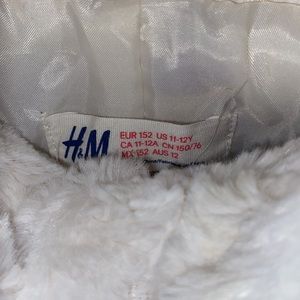 H&M
EUR 152 US 11-12Y
CA 11-12A CN 150/76
MX 152 AUS 12